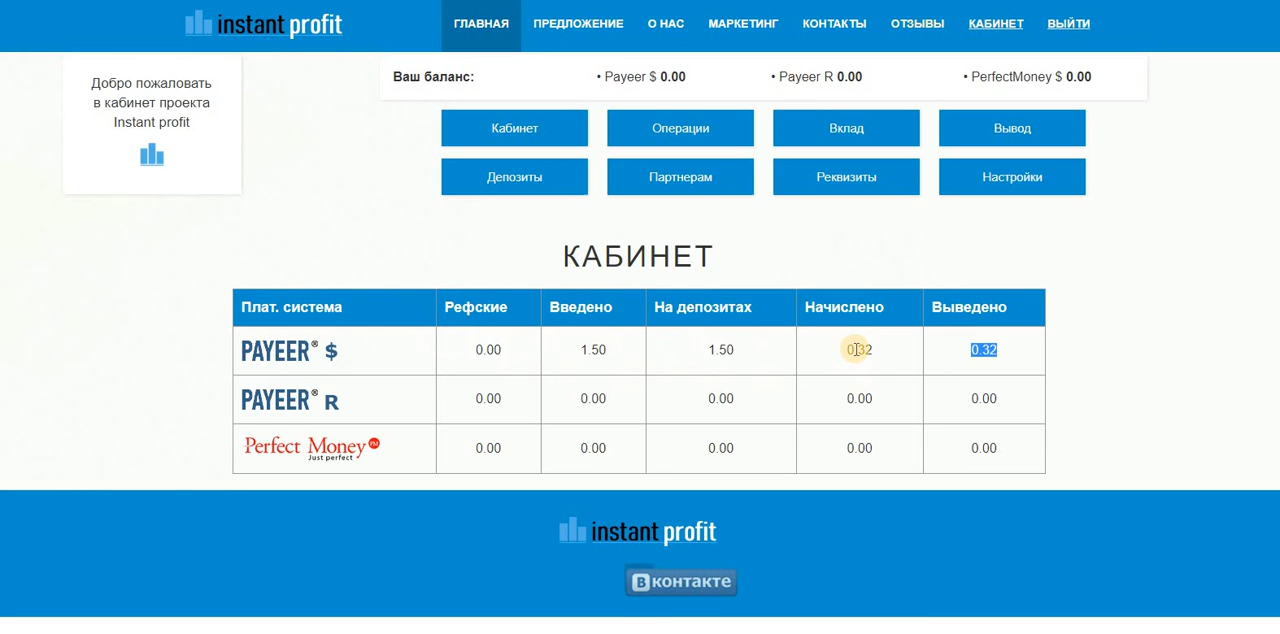 instant profit
ГЛАВНАЯ ПРЕДЛОЖЕНИЕ О НАС МАРКЕТИНГ КОНТАКТЫ ОТЗЫВЫ КАБИНЕТ ВЫЙТИ
Добро пожаловать
в кабинет проекта
Instant profit
Ваш баланс: • Payeer $ 0.00 • Payeer R 0.00 • PerfectMoney $ 0.00
Кабинет Операции Вклад Вывод
Депозиты Партнерам Реквизиты Настройки
КАБИНЕТ
Плат. система Рефские Введено На депозитах Начислено Выведено
PAYEER® $ 0.00 1.50 1.50 0.32 0.32
PAYEER® R 0.00 0.00 0.00 0.00 0.00
Perfect Money PM 0.00 0.00 0.00 0.00 0.00
Just perfect
instant profit
Вконтакте